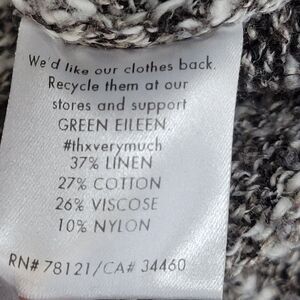 We'd like our clothes back.
Recycle them at our
stores and support
GREEN EILEEN.
#thxverymuch
37% LINEN
27% COTTON
26% VISCOSE
10% NYLON
RN# 78121/CA# 34460